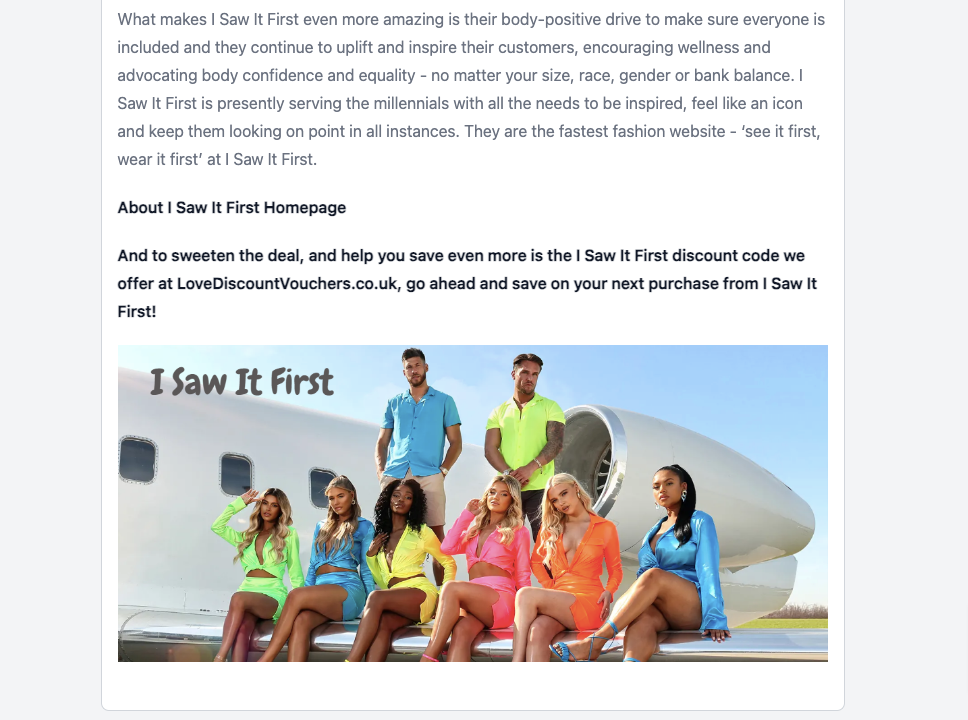 What makes I Saw It First even more amazing is their body-positive drive to make sure everyone is
included and they continue to uplift and inspire their customers, encouraging wellness and
advocating body confidence and equality - no matter your size, race, gender or bank balance. I
Saw It First is presently serving the millennials with all the needs to be inspired, feel like an icon
and keep them looking on point in all instances. They are the fastest fashion website - ‘see it first,
wear it first’ at I Saw It First.
About I Saw It First Homepage
And to sweeten the deal, and help you save even more is the I Saw It First discount code we
offer at LoveDiscountVouchers.co.uk, go ahead and save on your next purchase from I Saw It
First!
I Saw It First